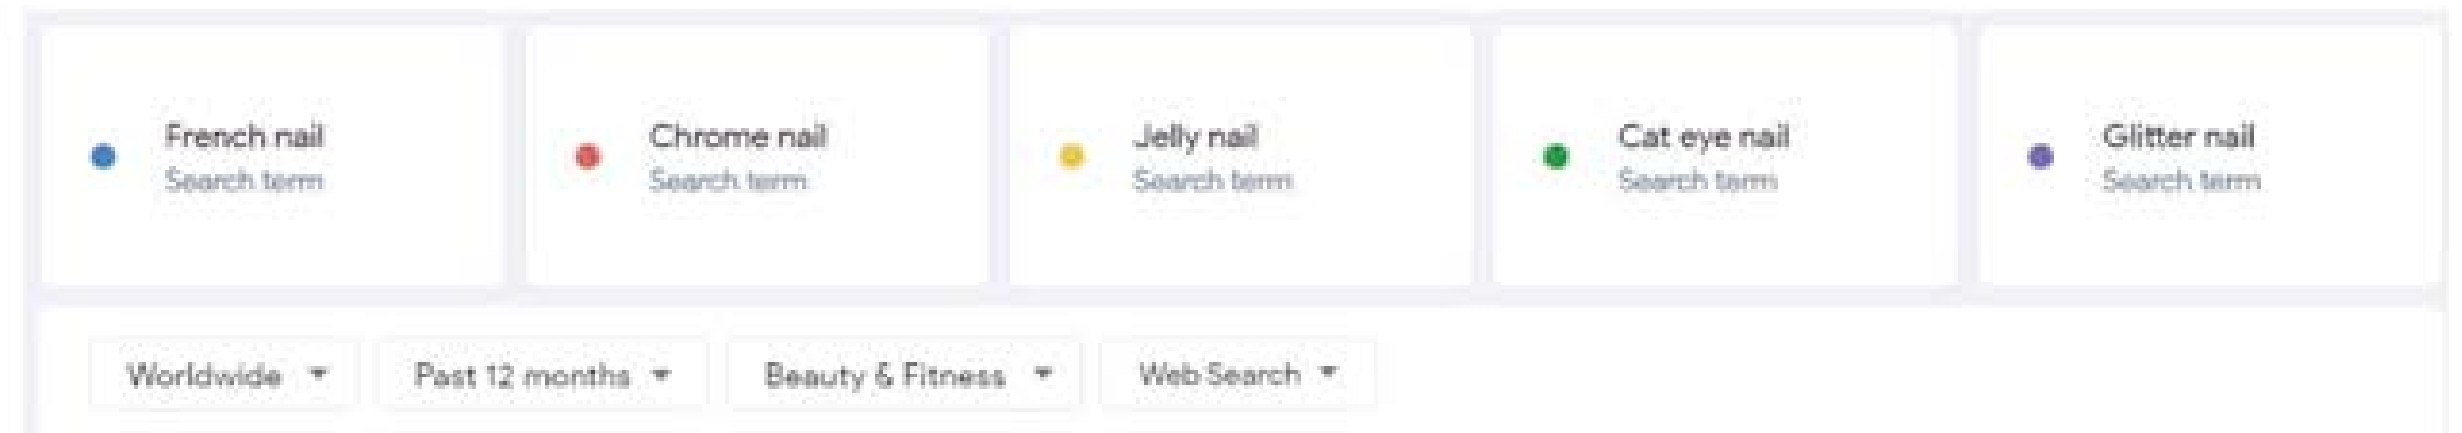 French nail
Search term
Chrome nail
Search term
Jelly nail
Search term
Cat eye nail
Search term
Glitter nail
Search term
Worldwide
Past 12 months
Beauty & Fitness
Web Search